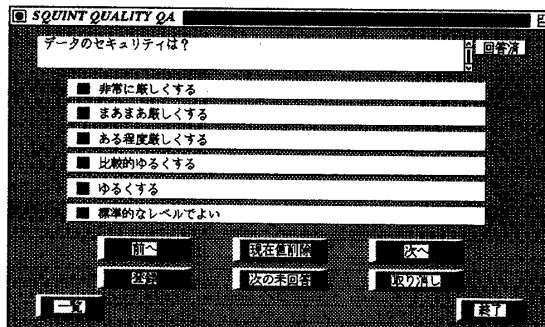 SQUINT QUALITY QA
データのセキュリティは？
回答済
非常に厳しくする
まあまあ厳しくする
ある程度厳しくする
比較的ゆるくする
ゆるくする
標準的なレベルでよい
前へ
現在値削除
次へ
登録
次の未回答
取り消し
一覧
終了